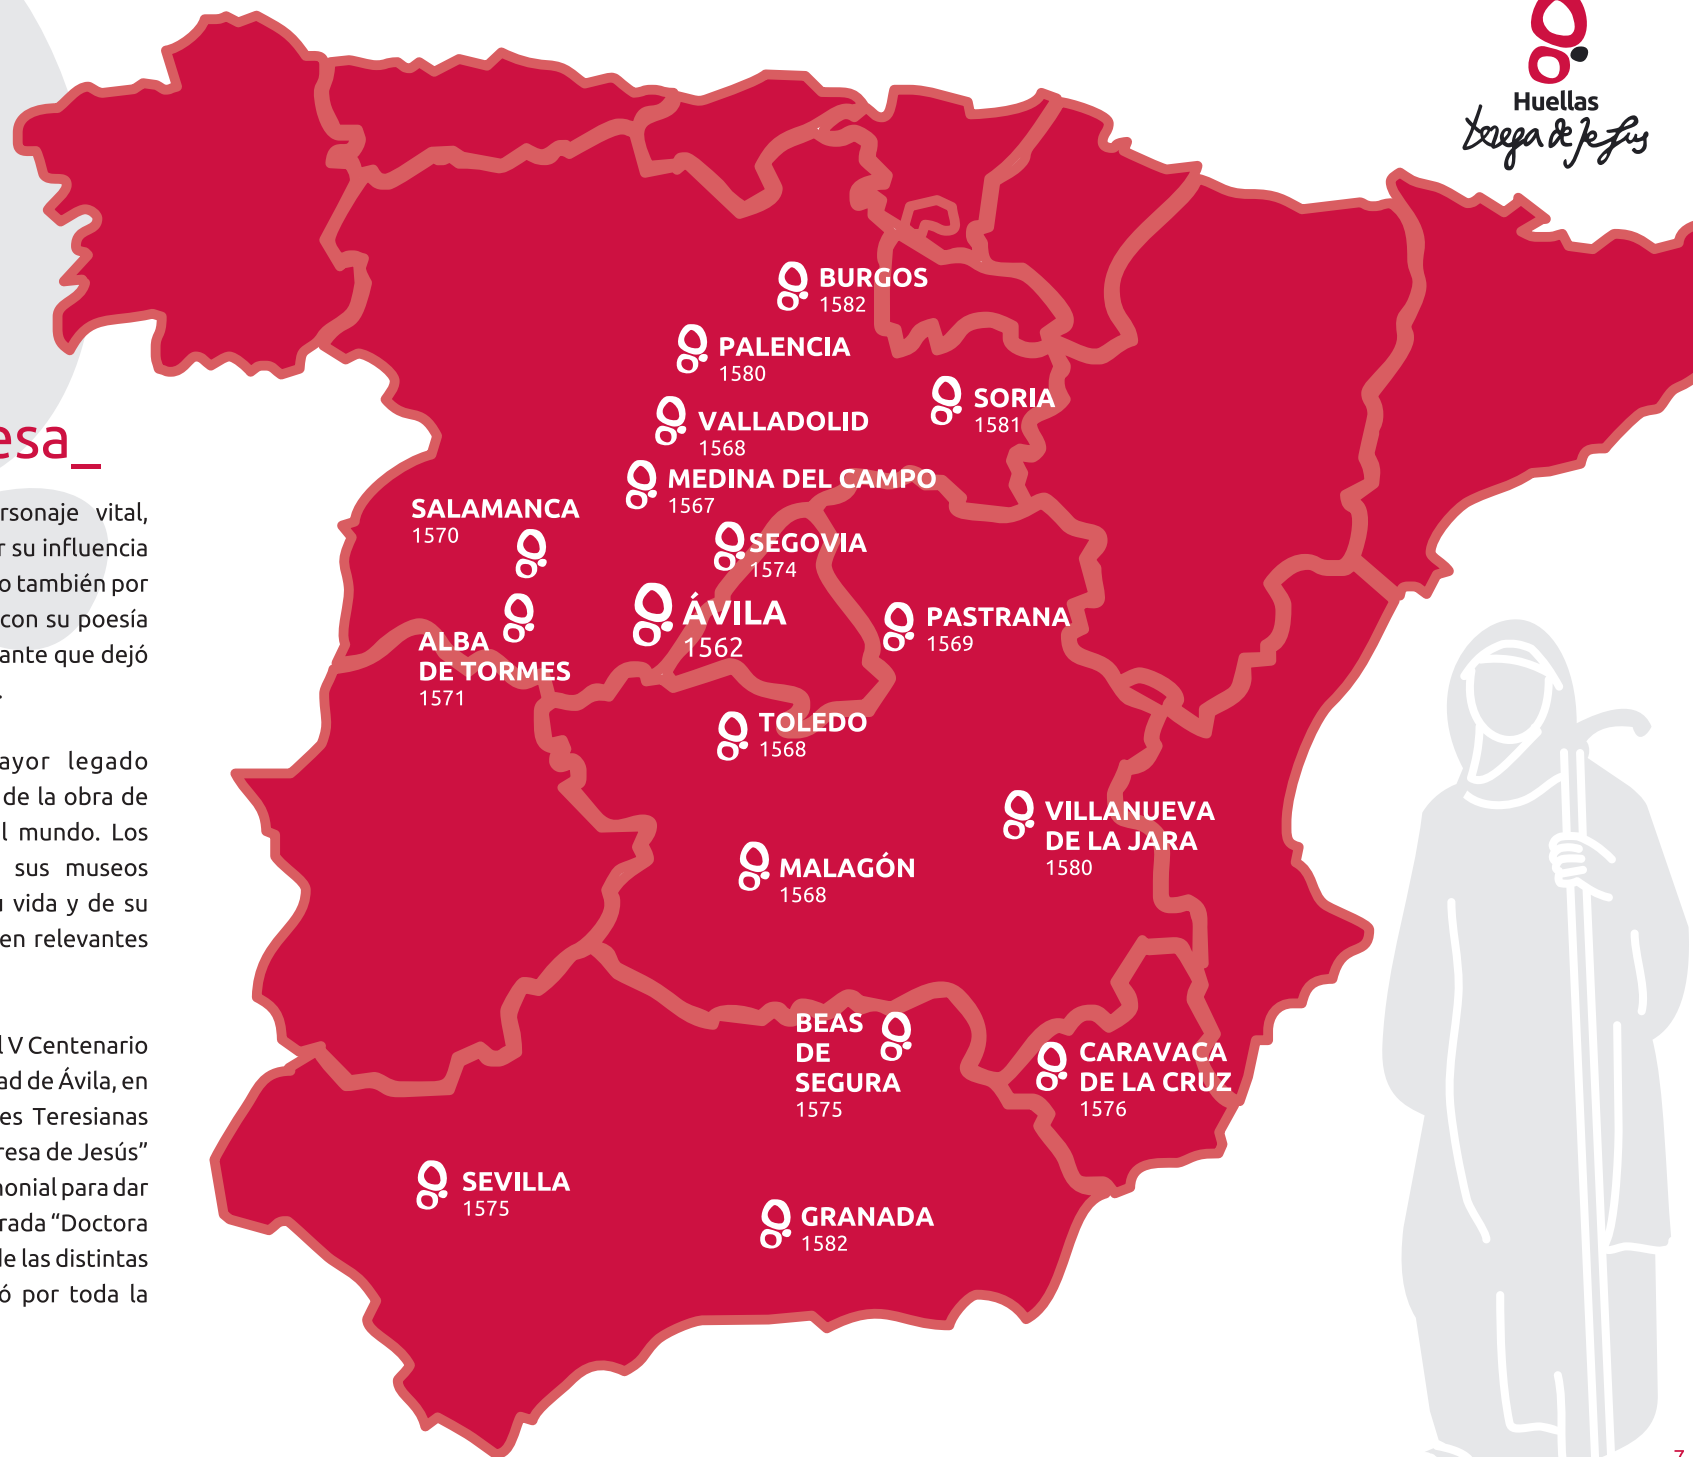 Huellas
teresa de Jesus
esa_
rsonaje vital,
r su influencia
o también por
con su poesía
ante que dejó
.
ayor legado
de la obra de
l mundo. Los
sus museos
u vida y de su
en relevantes
l V Centenario
ad de Ávila, en
es Teresianas
resa de Jesús”
nonial para dar
rada “Doctora
de las distintas
ó por toda la
BURGOS
1582
PALENCIA
1580
SORIA
1581
VALLADOLID
1568
MEDINA DEL CAMPO
1567
SALAMANCA
1570
SEGOVIA
1574
ÁVILA
1562
PASTRANA
1569
ALBA
DE TORMES
1571
TOLEDO
1568
VILLANUEVA
DE LA JARA
1580
MALAGÓN
1568
BEAS
DE
SEGURA
1575
CARAVACA
DE LA CRUZ
1576
SEVILLA
1575
GRANADA
1582
7